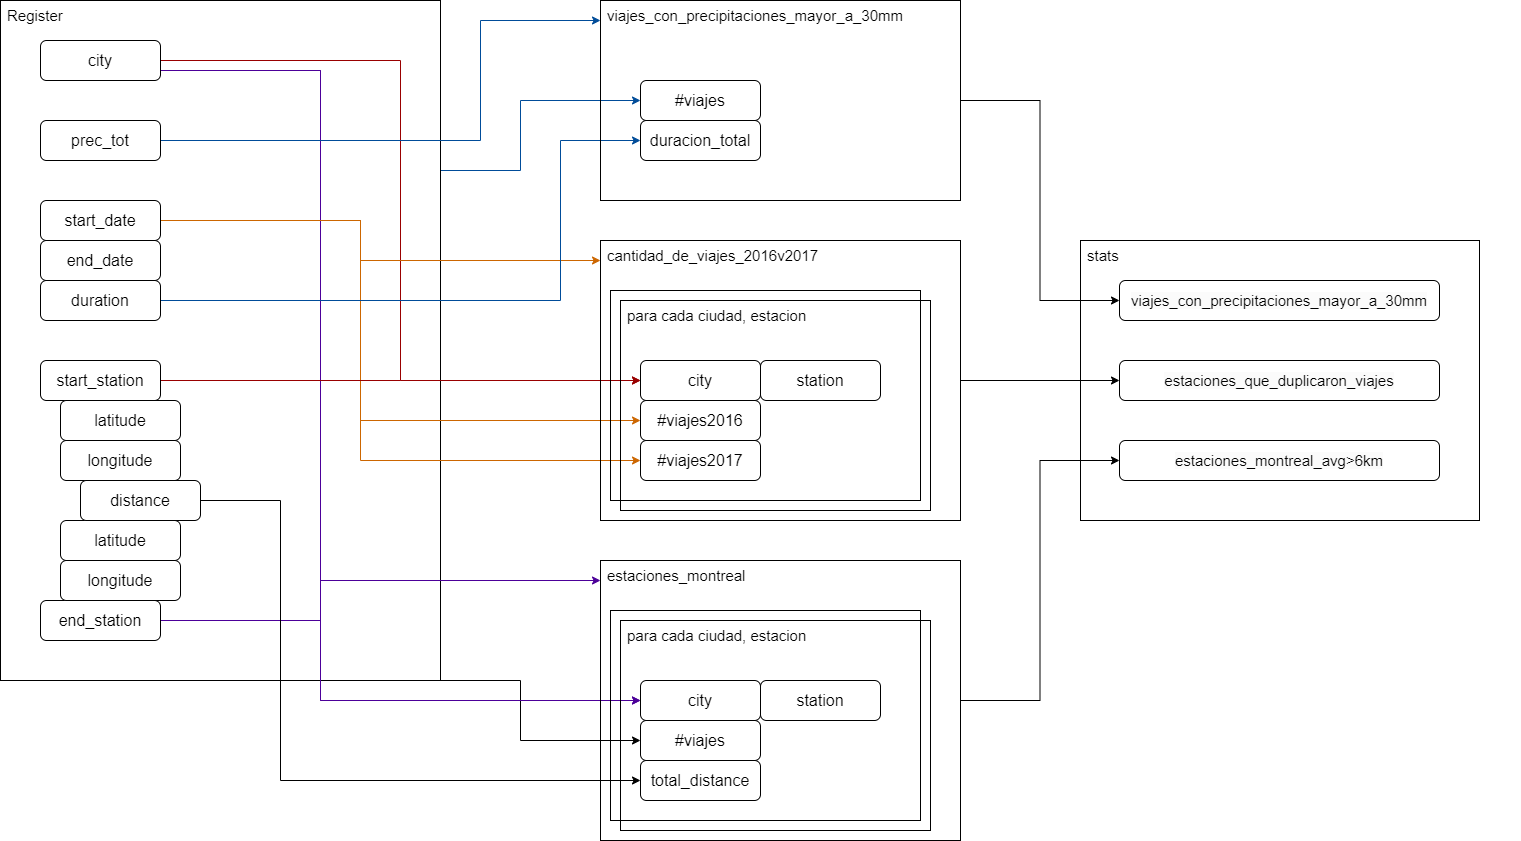 Register
city
prec_tot
start_date
end_date
duration
start_station
latitude
longitude
distance
latitude
longitude
end_station
viajes_con_precipitaciones_mayor_a_30mm
#viajes
duracion_total
cantidad_de_viajes_2016v2017
para cada ciudad, estacion
city
station
#viajes2016
#viajes2017
estaciones_montreal
para cada ciudad, estacion
city
station
#viajes
total_distance
stats
viajes_con_precipitaciones_mayor_a_30mm
estaciones_que_duplicaron_viajes
estaciones_montreal_avg>6km